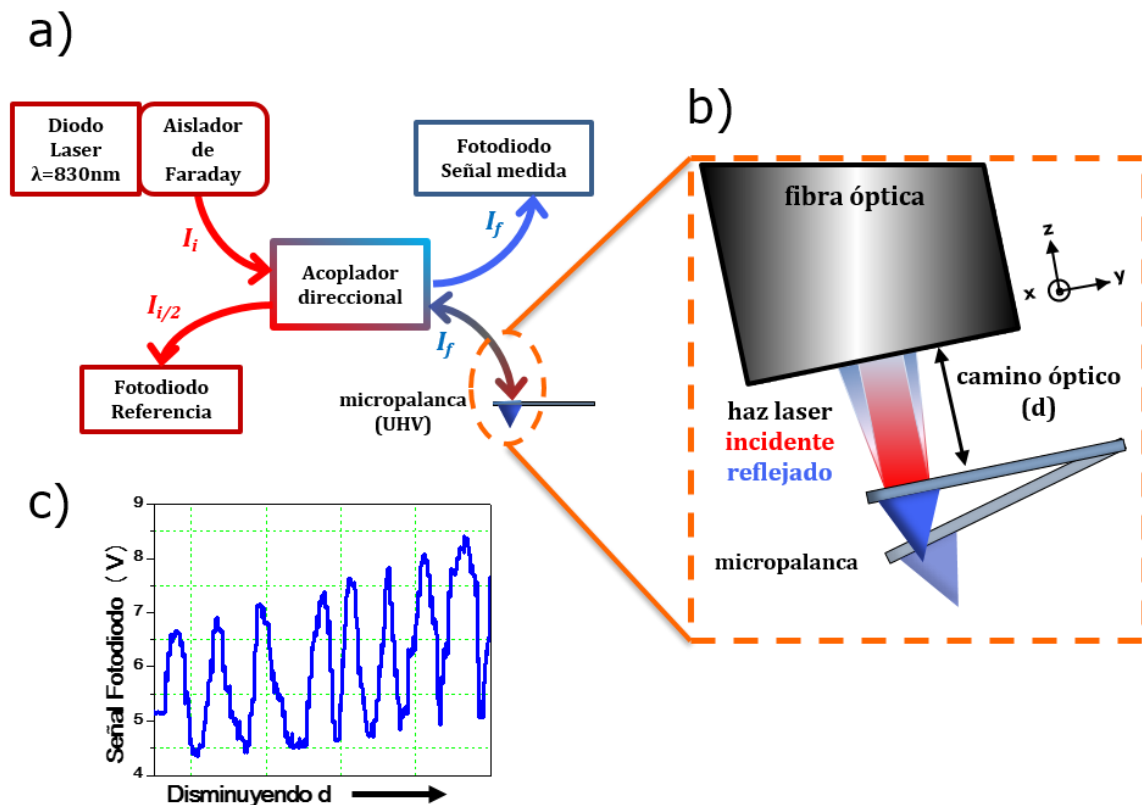 a)
Diodo
Laser
λ=830nm
Aislador
de
Faraday
Fotodiodo
Señal medida
I_i
I_f
Acoplador
direccional
I_{i/2}
I_f
Fotodiodo
Referencia
micropalanca
(UHV)
b)
fibra óptica
z
x
y
camino óptico
(d)
haz laser
incidente
reflejado
micropalanca
c)
Señal Fotodiodo ( V)
9
8
7
6
5
4
Disminuyendo d